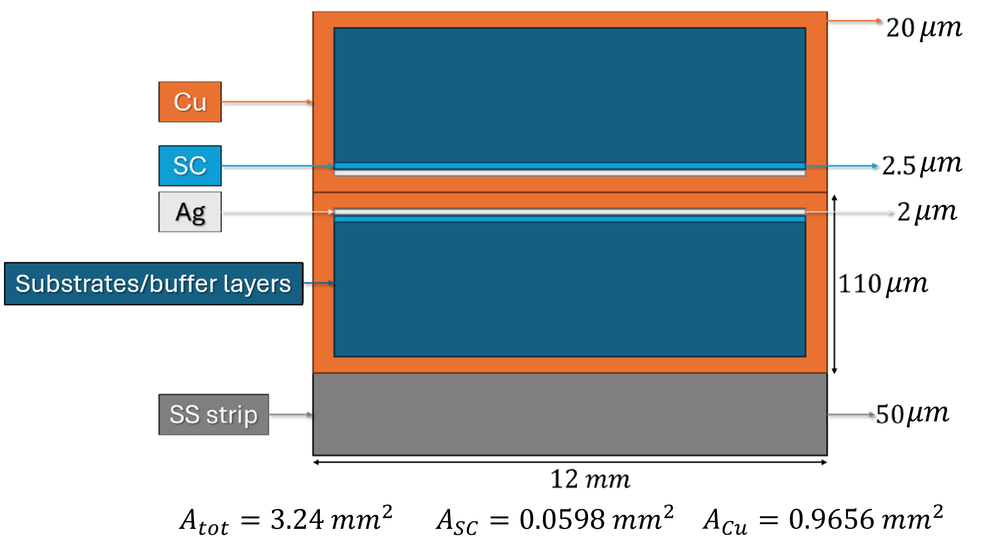 20 μm
Cu
SC
2.5 μm
Ag
2 μm
Substrates/buffer layers
110 μm
SS strip
50 μm
12 mm
A_tot = 3.24 mm² A_SC = 0.0598 mm² A_Cu = 0.9656 mm²